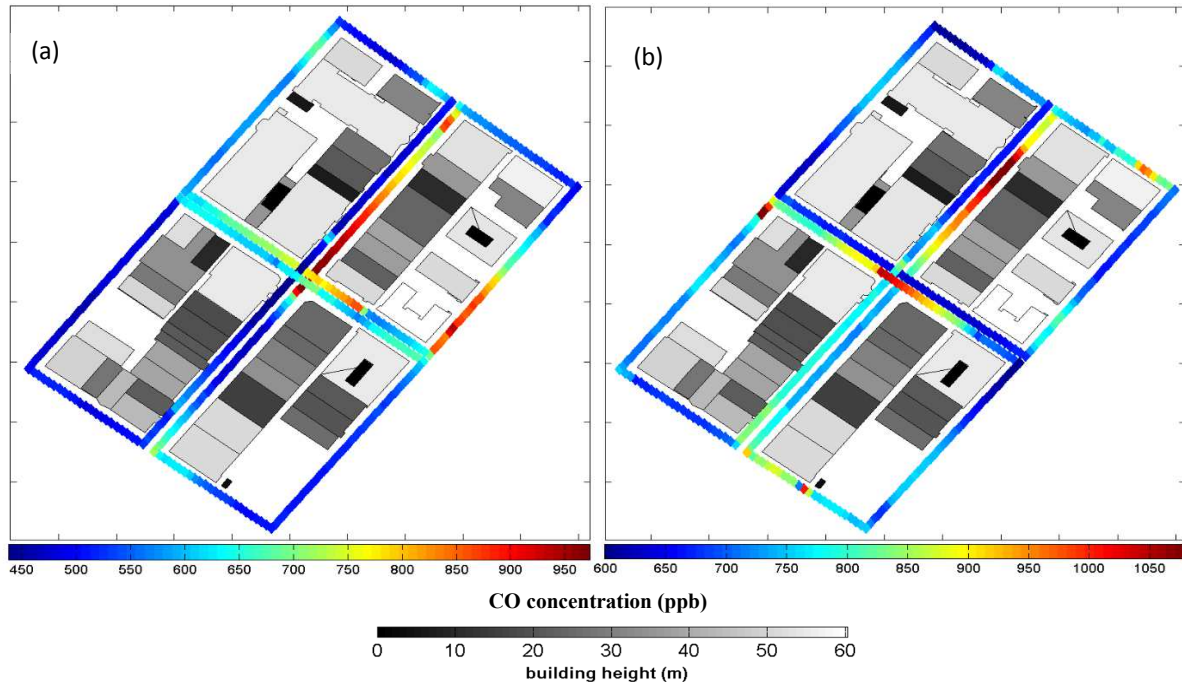 (a)
(b)
450 500 550 600 650 700 750 800 850 900 950
600 650 700 750 800 850 900 950 1000 1050
CO concentration (ppb)
0 10 20 30 40 50 60
building height (m)